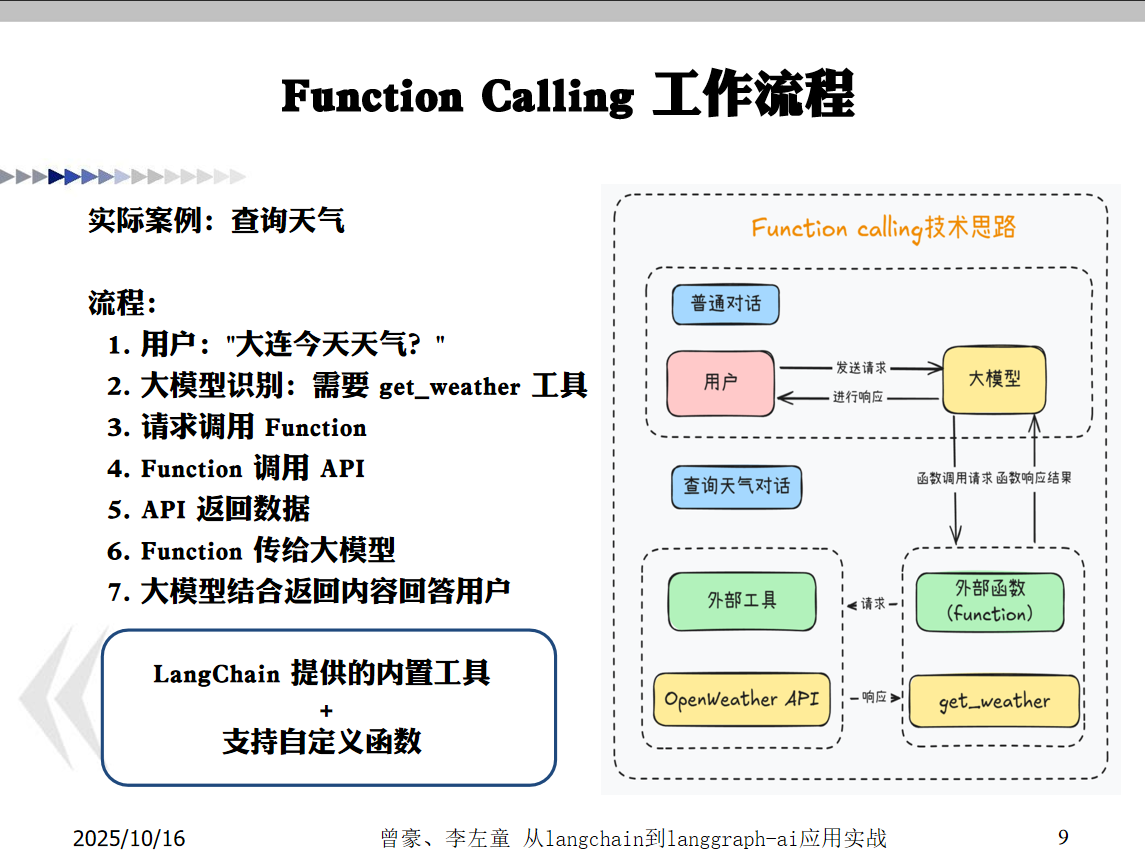 Function Calling 工作流程
实际案例：查询天气
流程：
1. 用户："大连今天天气？"
2. 大模型识别：需要 get_weather 工具
3. 请求调用 Function
4. Function 调用 API
5. API 返回数据
6. Function 传给大模型
7. 大模型结合返回内容回答用户
LangChain 提供的内置工具
+
支持自定义函数
Function calling技术思路
普通对话
用户
发送请求
进行响应
大模型
查询天气对话
函数调用请求 函数响应结果
外部工具
请求
外部函数
(function)
OpenWeather API
响应
get_weather
2025/10/16
曾豪、李左童 从langchain到langgraph-ai应用实战
9